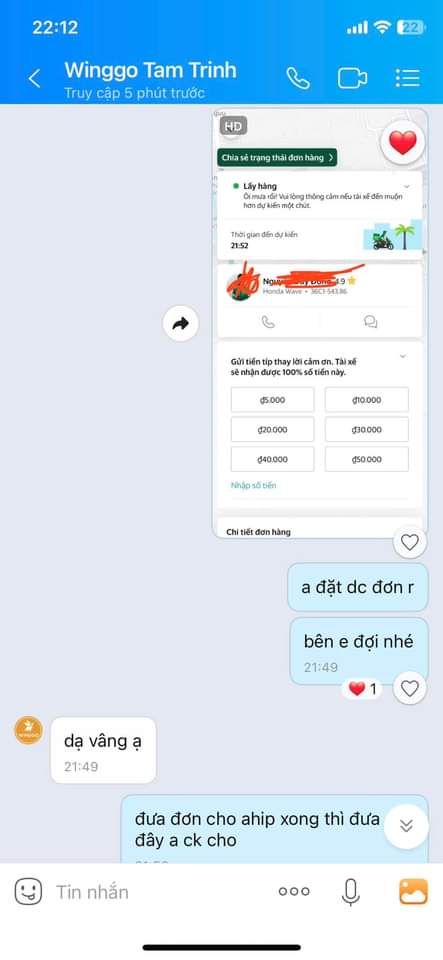 22:12
22
Winggo Tam Trinh
Truy cập 5 phút trước
HD
Chia sẻ trạng thái đơn hàng
Lấy hàng
Ôi mưa rồi! Vui lòng thông cảm nếu tài xế đến muộn
hơn dự kiến một chút.
Thời gian đến dự kiến
21:52
4.9
Honda Wave • 36C1-543.86
Gửi tiền típ thay lời cảm ơn. Tài xế
sẽ nhận được 100% số tiền này.
₫5.000
₫10.000
₫20.000
₫30.000
₫40.000
₫50.000
Nhập số tiền
Chi tiết đơn hàng
a đặt dc đơn r
bên e đợi nhé
21:49
1
WINGGO
dạ vâng ạ
21:49
đưa đơn cho ahip xong thì đưa
đây a ck cho
Tin nhắn